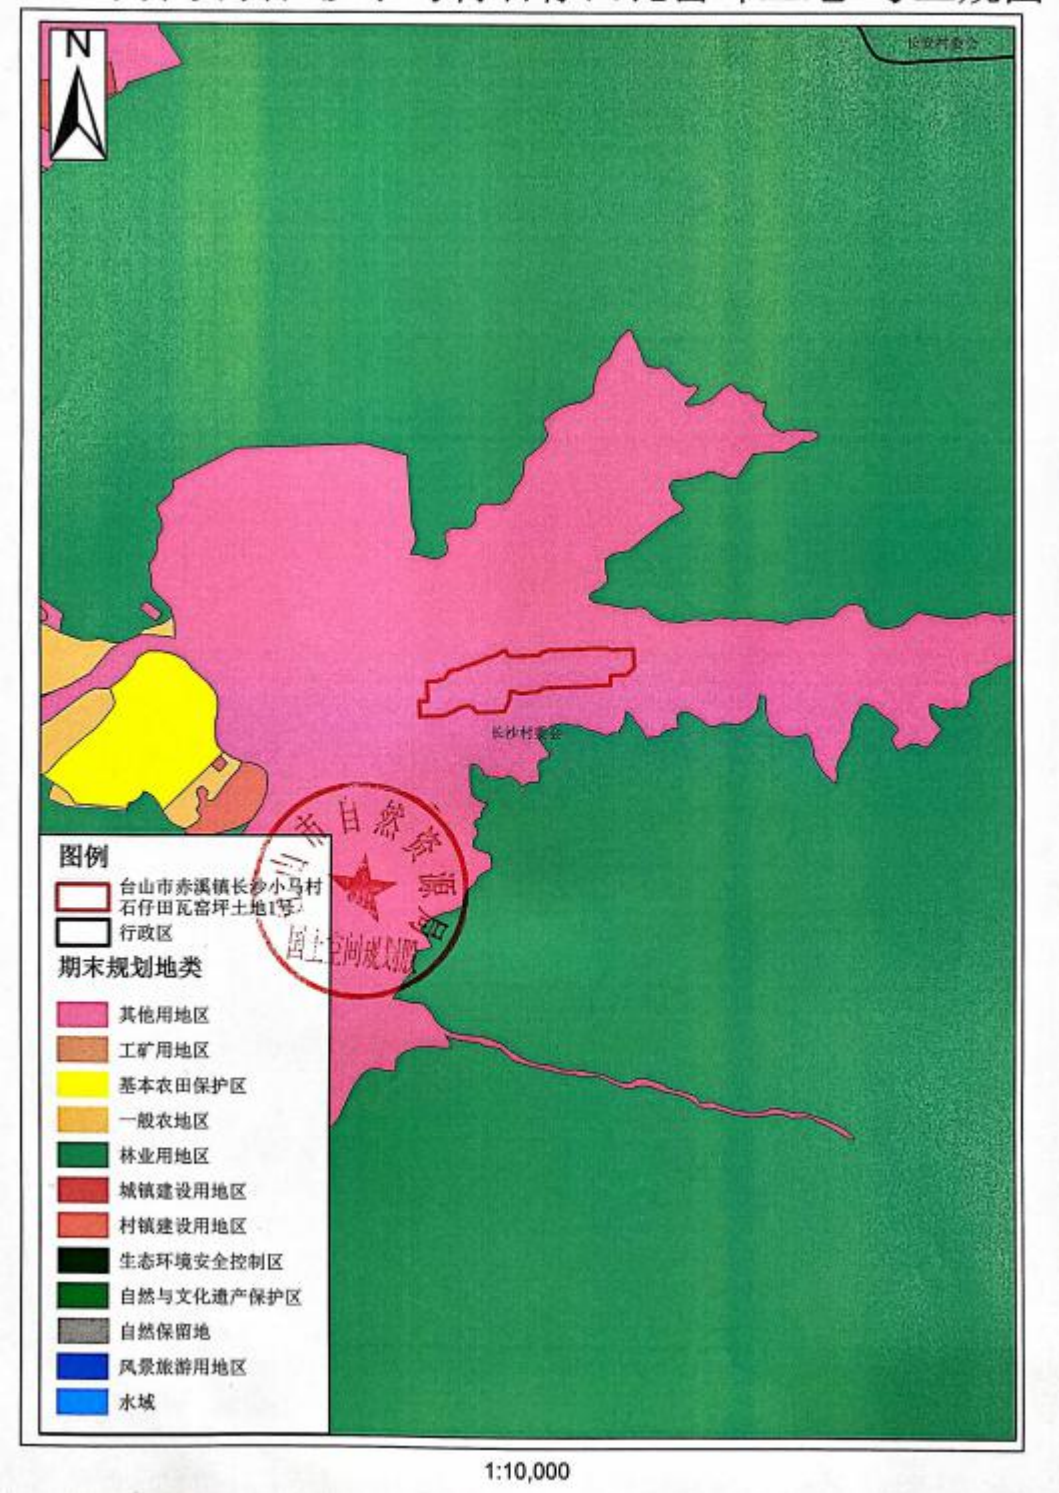 N
长安村委会
长沙村委会
台山市自然资源局
国土空间规划股
图例
台山市赤溪镇长沙小马村
石仔田瓦窑坪土地1号
行政区
期末规划地类
其他用地区
工矿用地区
基本农田保护区
一般农地区
林业用地区
城镇建设用地区
村镇建设用地区
生态环境安全控制区
自然与文化遗产保护区
自然保留地
风景旅游用地区
水域
1:10,000